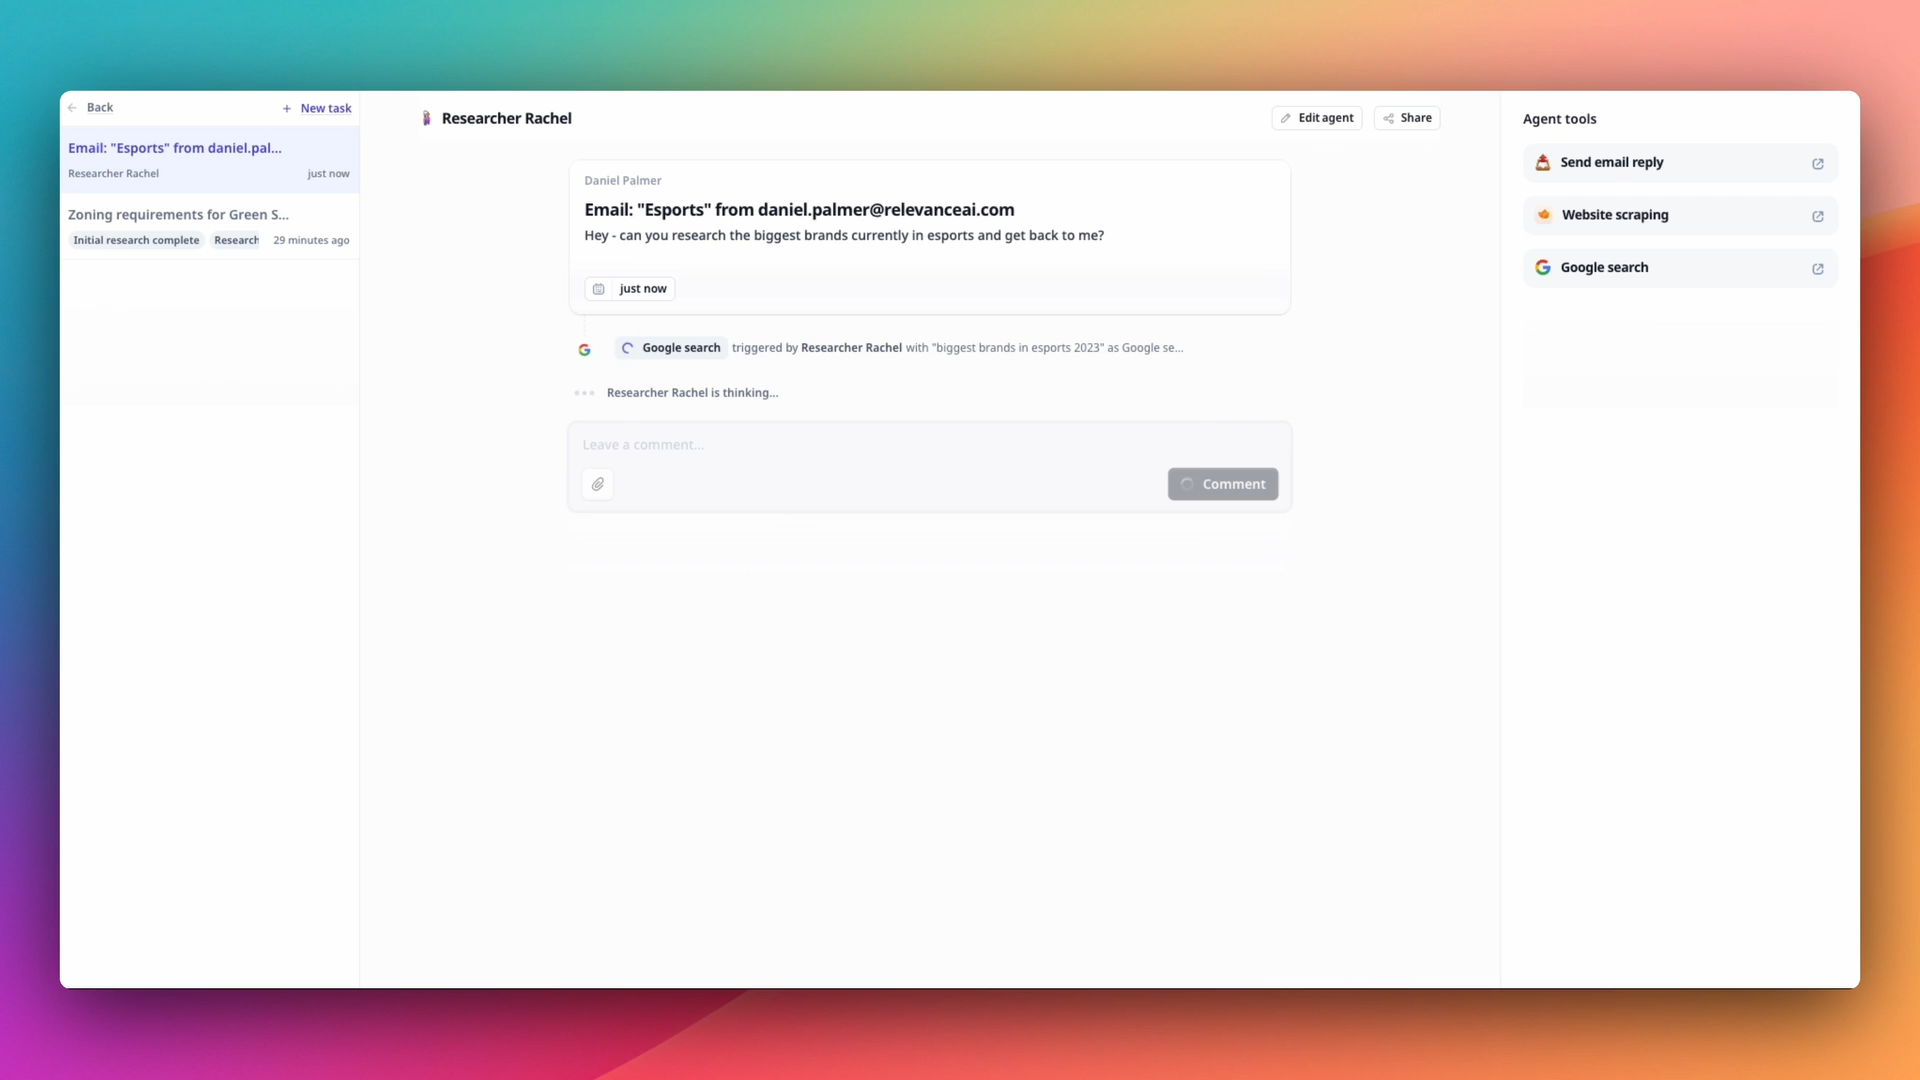 Back
+ New task
Email: "Esports" from daniel.pal...
Researcher Rachel
just now
Zoning requirements for Green S...
Initial research complete
Research
29 minutes ago
Researcher Rachel
Edit agent
Share
Daniel Palmer
Email: "Esports" from daniel.palmer@relevanceai.com
Hey - can you research the biggest brands currently in esports and get back to me?
just now
Google search triggered by Researcher Rachel with "biggest brands in esports 2023" as Google se...
Researcher Rachel is thinking...
Leave a comment...
Comment
Agent tools
Send email reply
Website scraping
Google search